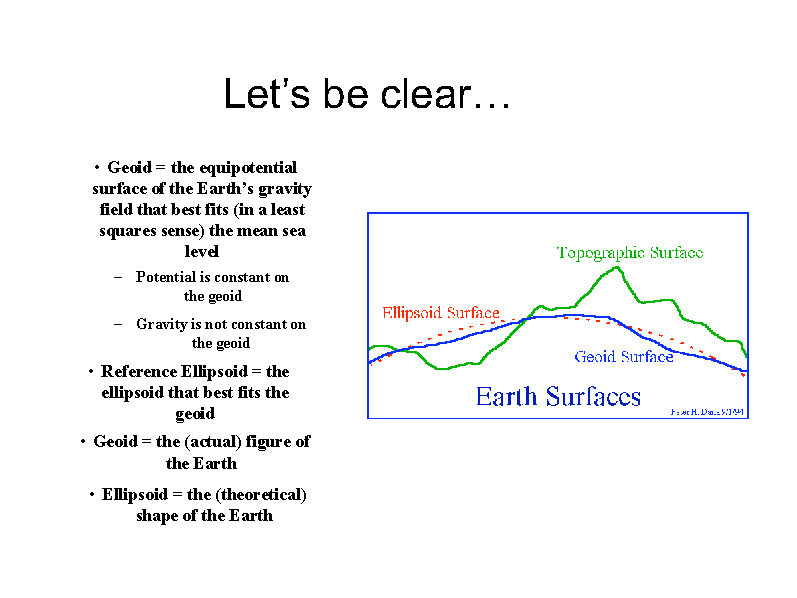 Let’s be clear…
• Geoid = the equipotential
surface of the Earth’s gravity
field that best fits (in a least
squares sense) the mean sea
level
– Potential is constant on
the geoid
– Gravity is not constant on
the geoid
• Reference Ellipsoid = the
ellipsoid that best fits the
geoid
• Geoid = the (actual) figure of
the Earth
• Ellipsoid = the (theoretical)
shape of the Earth
Topographic Surface
Ellipsoid Surface
Geoid Surface
Earth Surfaces
Peter H. Dana